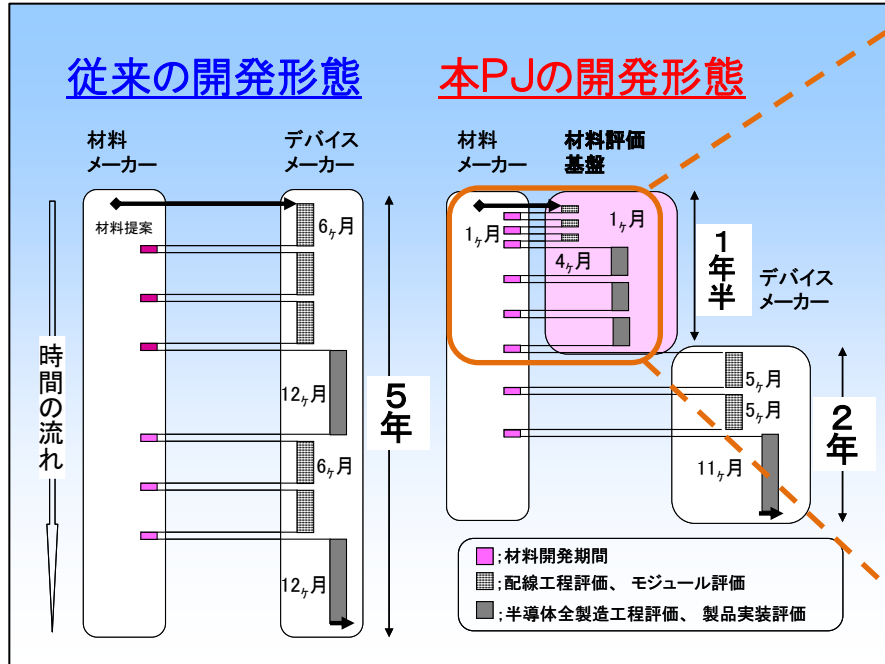 従来の開発形態
本PJの開発形態
材料
メーカー
デバイス
メーカー
材料
メーカー
材料評価
基盤
材料提案
6ヶ月
12ヶ月
6ヶ月
12ヶ月
時間の流れ
5年
1ヶ月
1ヶ月
4ヶ月
1年半
デバイス
メーカー
5ヶ月
5ヶ月
11ヶ月
2年
;材料開発期間
;配線工程評価、モジュール評価
;半導体全製造工程評価、製品実装評価